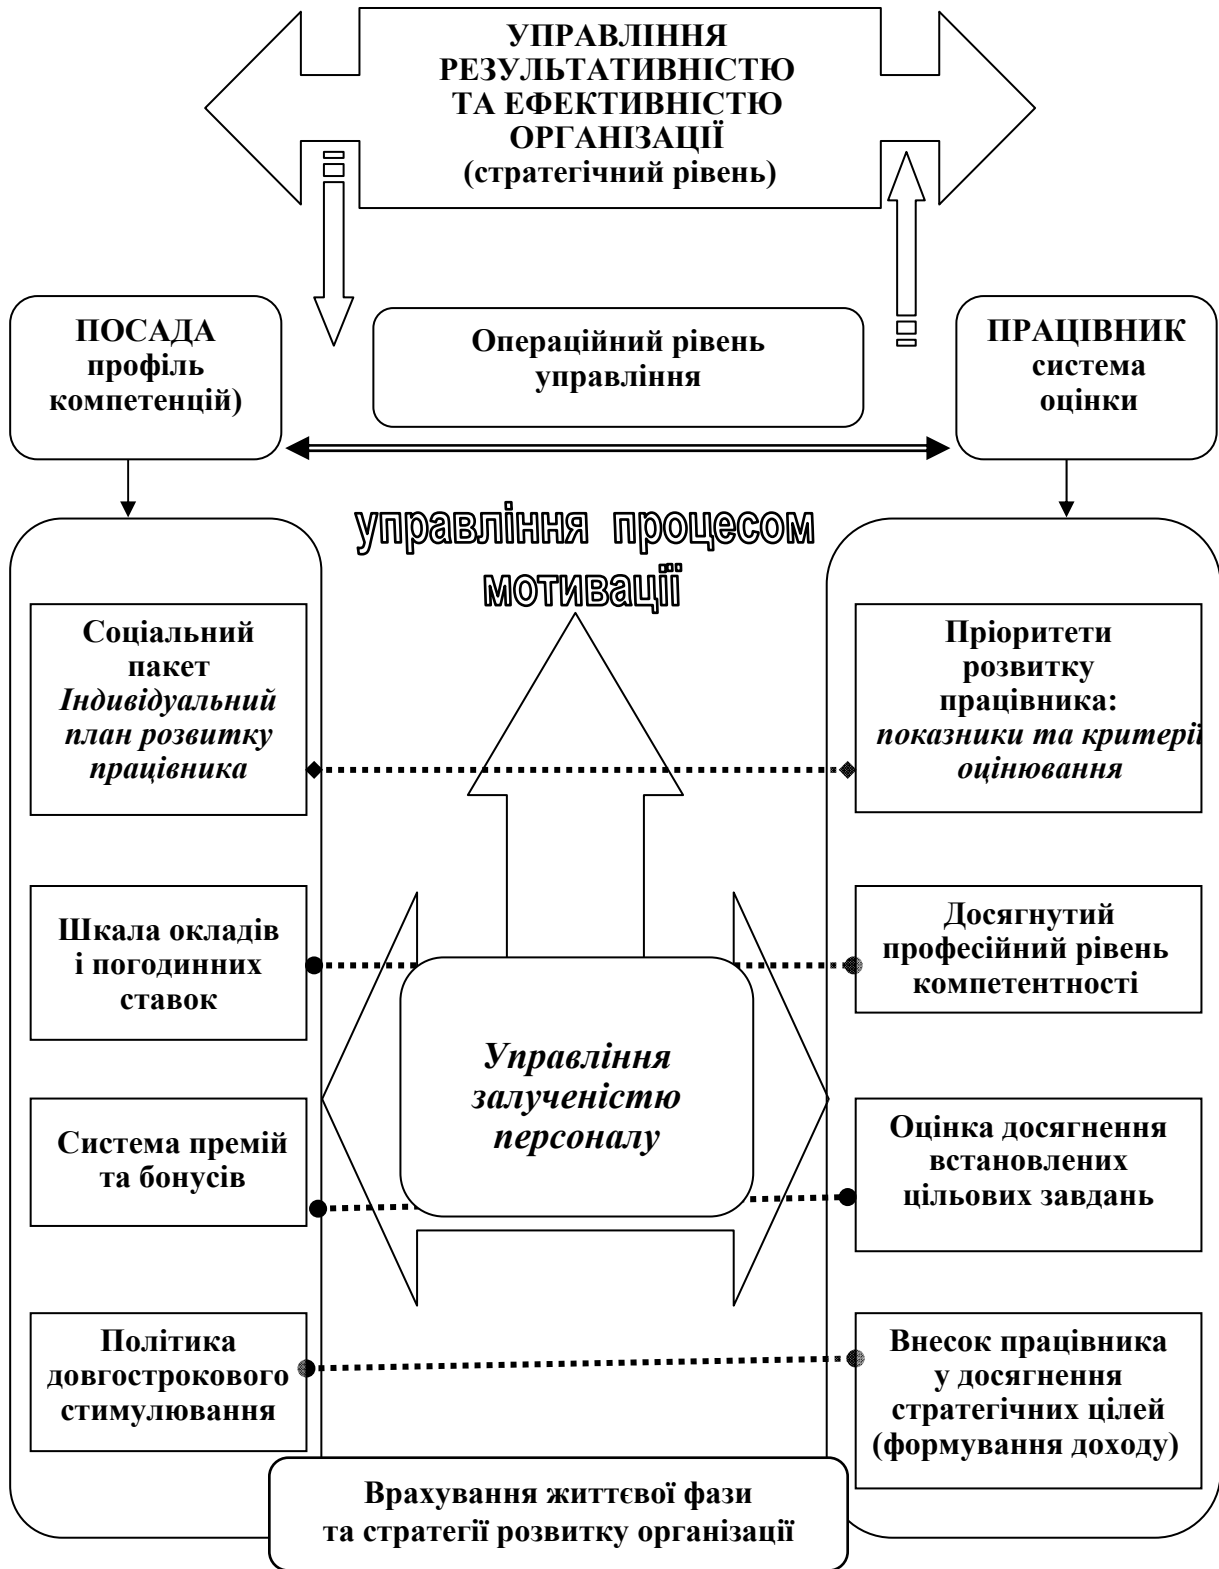 УПРАВЛІННЯ
РЕЗУЛЬТАТИВНІСТЮ
ТА ЕФЕКТИВНІСТЮ
ОРГАНІЗАЦІЇ
(стратегічний рівень)
ПОСАДА
профіль
компетенцій)
Операційний рівень
управління
ПРАЦІВНИК
система
оцінки
управління процесом
мотивації
Соціальний
пакет
Індивідуальний
план розвитку
працівника
Пріоритети
розвитку
працівника:
показники та критерії
оцінювання
Шкала окладів
і погодинних
ставок
Досягнутий
професійний рівень
компетентності
Управління
залученістю
персоналу
Система премій
та бонусів
Оцінка досягнення
встановлених
цільових завдань
Політика
довгострокового
стимулювання
Внесок працівника
у досягнення
стратегічних цілей
(формування доходу)
Врахування життєвої фази
та стратегії розвитку організації